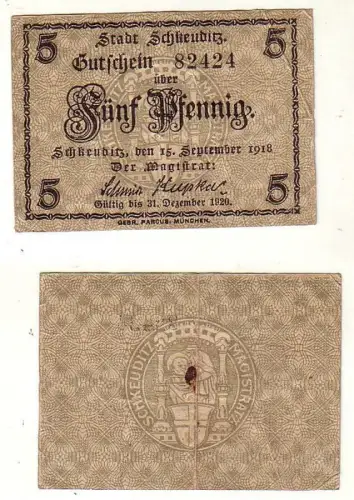 5 Stadt Schkeuditz. 5
Gutschein 82424
über
Fünf Pfennig.
Schkeuditz, den 15. September 1918
Der Magistrat:
5 5
Gültig bis 31. Dezember 1920.
GEBR. PARCUS, MÜNCHEN.
SCHKEUDITZ MAGISTRAT